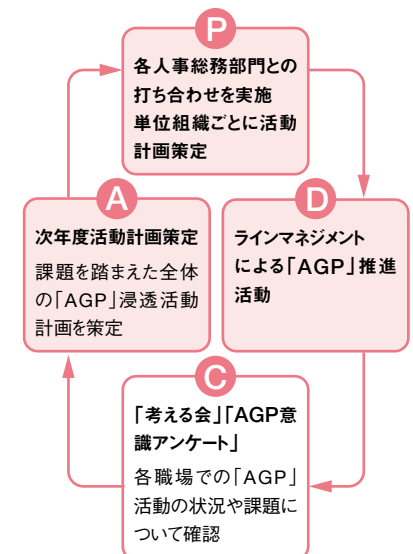 P
各人事総務部門との
打ち合わせを実施
単位組織ごとに活動
計画策定
A
次年度活動計画策定
課題を踏まえた全体
の「AGP」浸透活動
計画を策定
D
ラインマネジメント
による「AGP」推進
活動
C
「考える会」「AGP意
識アンケート」
各職場での「AGP」
活動の状況や課題に
ついて確認